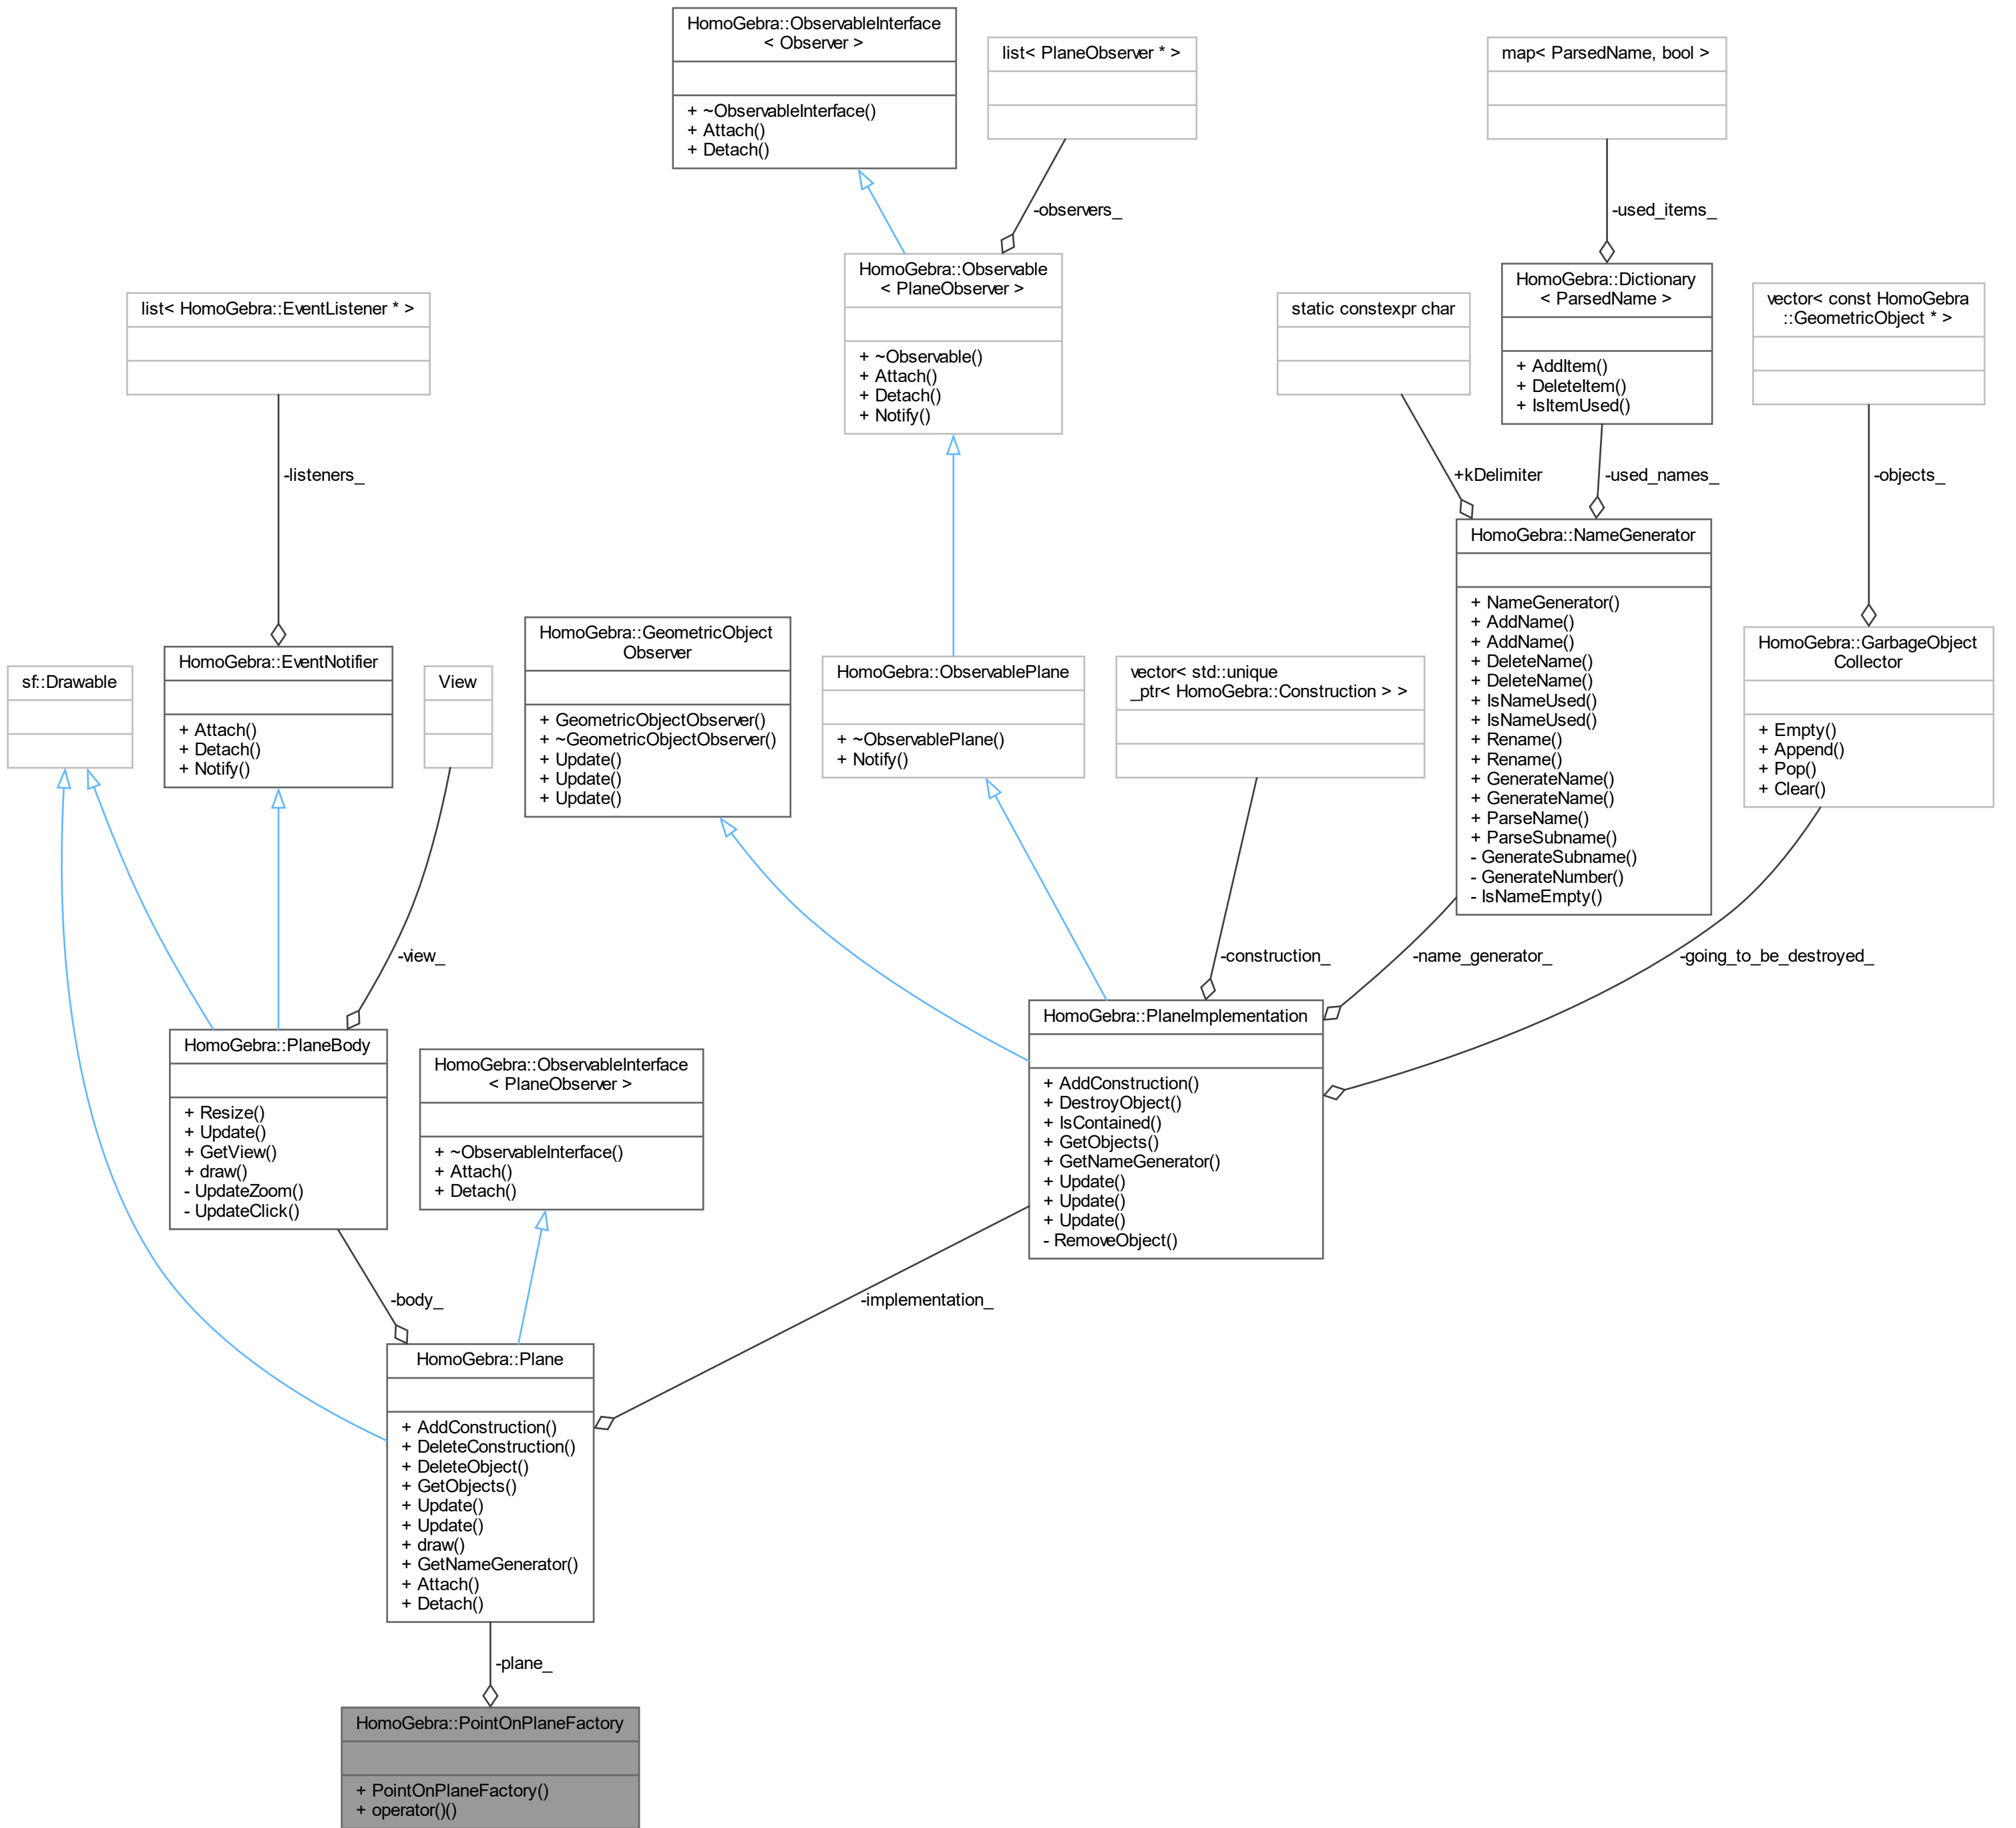 HomoGebra::ObservableInterface
< Observer >
+ ~ObservableInterface()
+ Attach()
+ Detach()
list< PlaneObserver * >
map< ParsedName, bool >
-observers_
-used_items_
HomoGebra::Observable
< PlaneObserver >
+ ~Observable()
+ Attach()
+ Detach()
+ Notify()
HomoGebra::Dictionary
< ParsedName >
+ AddItem()
+ DeleteItem()
+ IsItemUsed()
list< HomoGebra::EventListener * >
static constexpr char
vector< const HomoGebra
::GeometricObject * >
-listeners_
+kDelimiter
-used_names_
-objects_
HomoGebra::NameGenerator
+ NameGenerator()
+ AddName()
+ AddName()
+ DeleteName()
+ DeleteName()
+ IsNameUsed()
+ IsNameUsed()
+ Rename()
+ Rename()
+ GenerateName()
+ GenerateName()
+ ParseName()
+ ParseSubname()
- GenerateSubname()
- GenerateNumber()
- IsNameEmpty()
sf::Drawable
HomoGebra::EventNotifier
+ Attach()
+ Detach()
+ Notify()
View
HomoGebra::GeometricObject
Observer
+ GeometricObjectObserver()
+ ~GeometricObjectObserver()
+ Update()
+ Update()
+ Update()
HomoGebra::ObservablePlane
+ ~ObservablePlane()
+ Notify()
vector< std::unique
_ptr< HomoGebra::Construction > >
HomoGebra::GarbageObject
Collector
+ Empty()
+ Append()
+ Pop()
+ Clear()
-view_
-construction_
-name_generator_
-going_to_be_destroyed_
HomoGebra::PlaneBody
+ Resize()
+ Update()
+ GetView()
+ draw()
- UpdateZoom()
- UpdateClick()
HomoGebra::ObservableInterface
< PlaneObserver >
+ ~ObservableInterface()
+ Attach()
+ Detach()
HomoGebra::PlaneImplementation
+ AddConstruction()
+ DestroyObject()
+ IsContained()
+ GetObjects()
+ GetNameGenerator()
+ Update()
+ Update()
+ Update()
- RemoveObject()
-body_
-implementation_
HomoGebra::Plane
+ AddConstruction()
+ DeleteConstruction()
+ DeleteObject()
+ GetObjects()
+ Update()
+ Update()
+ draw()
+ GetNameGenerator()
+ Attach()
+ Detach()
-plane_
HomoGebra::PointOnPlaneFactory
+ PointOnPlaneFactory()
+ operator()()